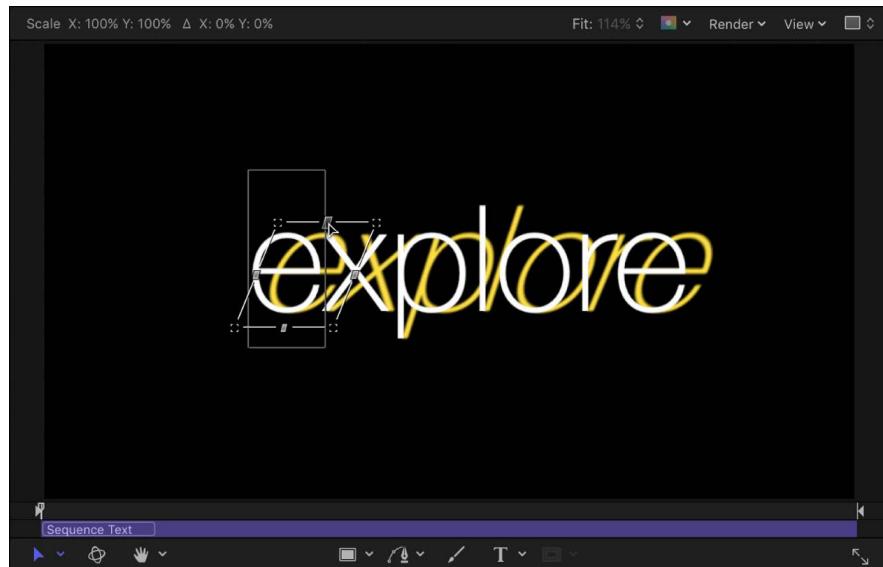 Scale X: 100% Y: 100% Δ X: 0% Y: 0% Fit: 114% Render View
explore
Sequence Text
T